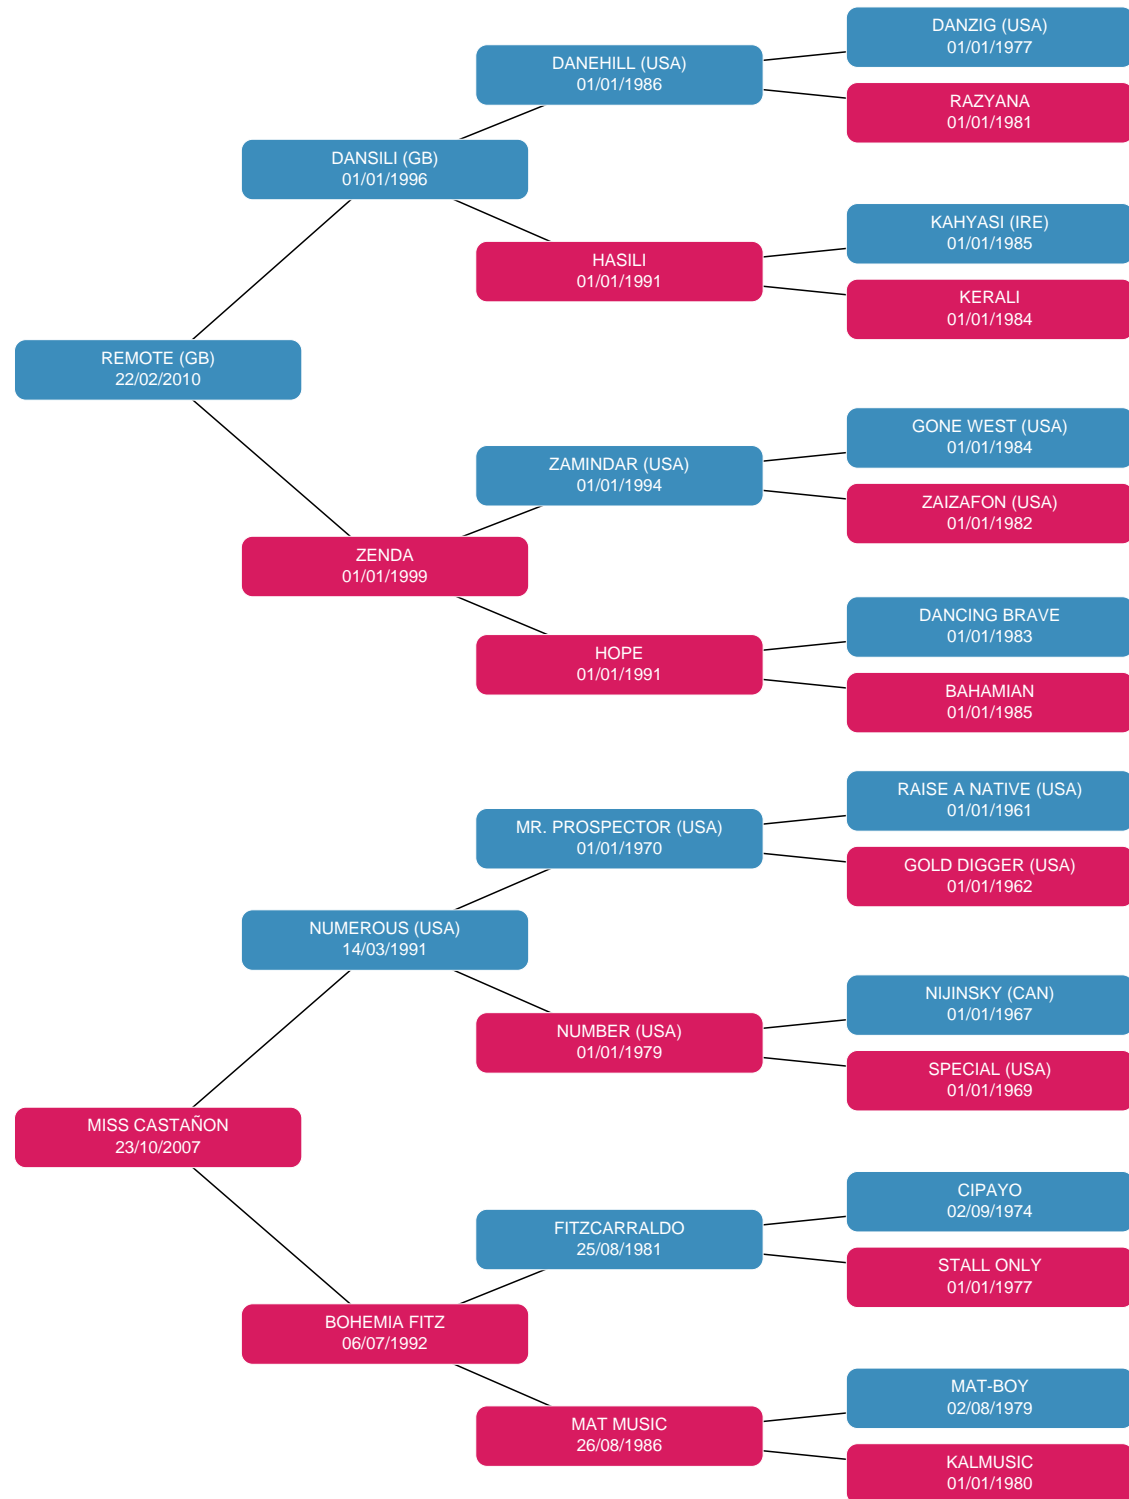 DANZIG (USA)
01/01/1977
DANEHILL (USA)
01/01/1986
RAZYANA
01/01/1981
DANSILI (GB)
01/01/1996
KAHYASI (IRE)
01/01/1985
HASILI
01/01/1991
KERALI
01/01/1984
REMOTE (GB)
22/02/2010
GONE WEST (USA)
01/01/1984
ZAMINDAR (USA)
01/01/1994
ZAIZAFON (USA)
01/01/1982
ZENDA
01/01/1999
DANCING BRAVE
01/01/1983
HOPE
01/01/1991
BAHAMIAN
01/01/1985
RAISE A NATIVE (USA)
01/01/1961
MR. PROSPECTOR (USA)
01/01/1970
GOLD DIGGER (USA)
01/01/1962
NUMEROUS (USA)
14/03/1991
NIJINSKY (CAN)
01/01/1967
NUMBER (USA)
01/01/1979
SPECIAL (USA)
01/01/1969
MISS CASTAÑON
23/10/2007
CIPAYO
02/09/1974
FITZCARRALDO
25/08/1981
STALL ONLY
01/01/1977
BOHEMIA FITZ
06/07/1992
MAT-BOY
02/08/1979
MAT MUSIC
26/08/1986
KALMUSIC
01/01/1980